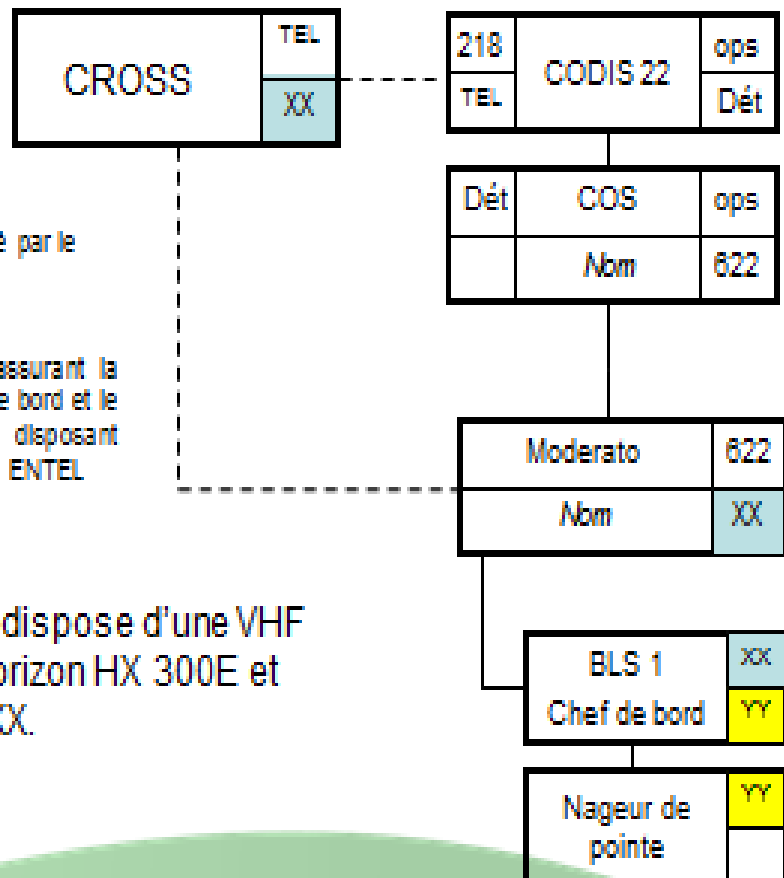 TEL
CROSS
XX
218
CODIS 22
ops
TEL
Dét
Dét
COS
ops
Nom
622
par le
assurant la
bord et le
disposant
ENTEL
Moderato
622
Nom
XX
dispose d'une VHF
HX 300E et
BLS 1
XX
Chef de bord
YY
Nageur de
YY
pointe